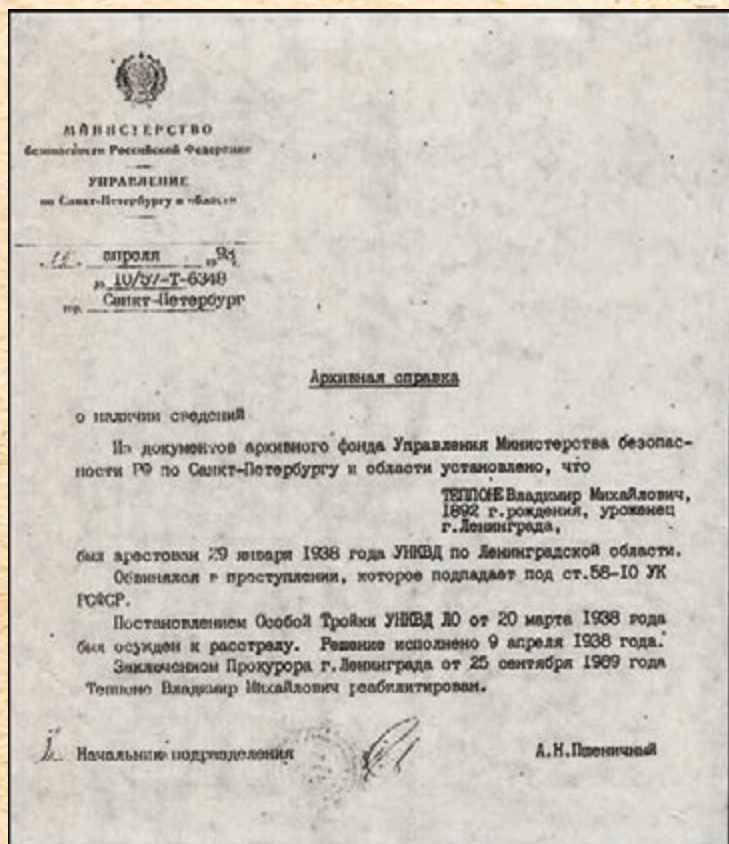 МИНИСТЕРСТВО
безопасности Российской Федерации
УПРАВЛЕНИЕ
по Санкт-Петербургу и области
апреля
№ 10/57-Т-6348
гор. Санкт-Петербург
Архивная справка
о наличии сведений
Из документов архивного фонда Управления Министерства безопас-
ности РФ по Санкт-Петербургу и области установлено, что
ТЕППОНЕ Владимир Михайлович,
1892 г.рождения, уроженец
г.Ленинграда,
был арестован 29 января 1938 года УНКВД по Ленинградской области.
Обвинялся в преступлении, которое подпадает под ст.58-10 УК
РСФСР.
Постановлением Особой Тройки УНКВД ЛО от 20 марта 1938 года
был осужден к расстрелу. Решение исполнено 9 апреля 1938 года.
Заключением Прокурора г.Ленинграда от 25 сентября 1989 года
Теппоне Владимир Михайлович реабилитирован.
Начальник подразделения А.Н.Пшеничный